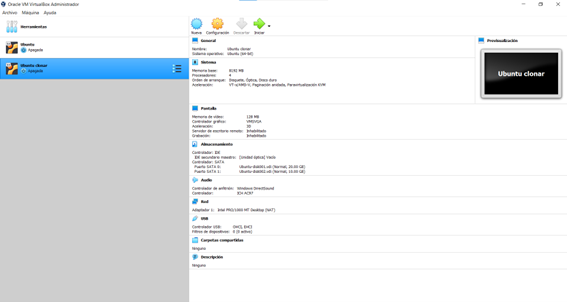 Oracle VM VirtualBox Administrador
Archivo Máquina Ayuda
Herramientas
Nueva Configuración Descartar Iniciar
Ubuntu
Apagada
Ubuntu clonar
Apagada
General
Nombre: Ubuntu clonar
Sistema operativo: Ubuntu (64-bit)
Previsualización
Ubuntu clonar
Sistema
Memoria base: 8192 MB
Procesadores: 4
Orden de arranque: Disquete, Óptica, Disco duro
Aceleración: VT-x/AMD-V, Paginación anidada, Paravirtualización KVM
Pantalla
Memoria de vídeo: 128 MB
Controlador gráfico: VMSVGA
Aceleración: 3D
Servidor de escritorio remoto: Inhabilitado
Grabación: Inhabilitado
Almacenamiento
Controlador: IDE
IDE secundario maestro: [Unidad óptica] Vacío
Controlador: SATA
Puerto SATA 0: Ubuntu-disk001.vdi (Normal, 20,00 GB)
Puerto SATA 1: Ubuntu-disk002.vdi (Normal, 10,00 GB)
Audio
Controlador de anfitrión: Windows DirectSound
Controlador: ICH AC97
Red
Adaptador 1: Intel PRO/1000 MT Desktop (NAT)
USB
Controlador USB: OHCI, EHCI
Filtros de dispositivos: 0 (0 activo)
Carpetas compartidas
Ninguno
Descripción
Ninguno